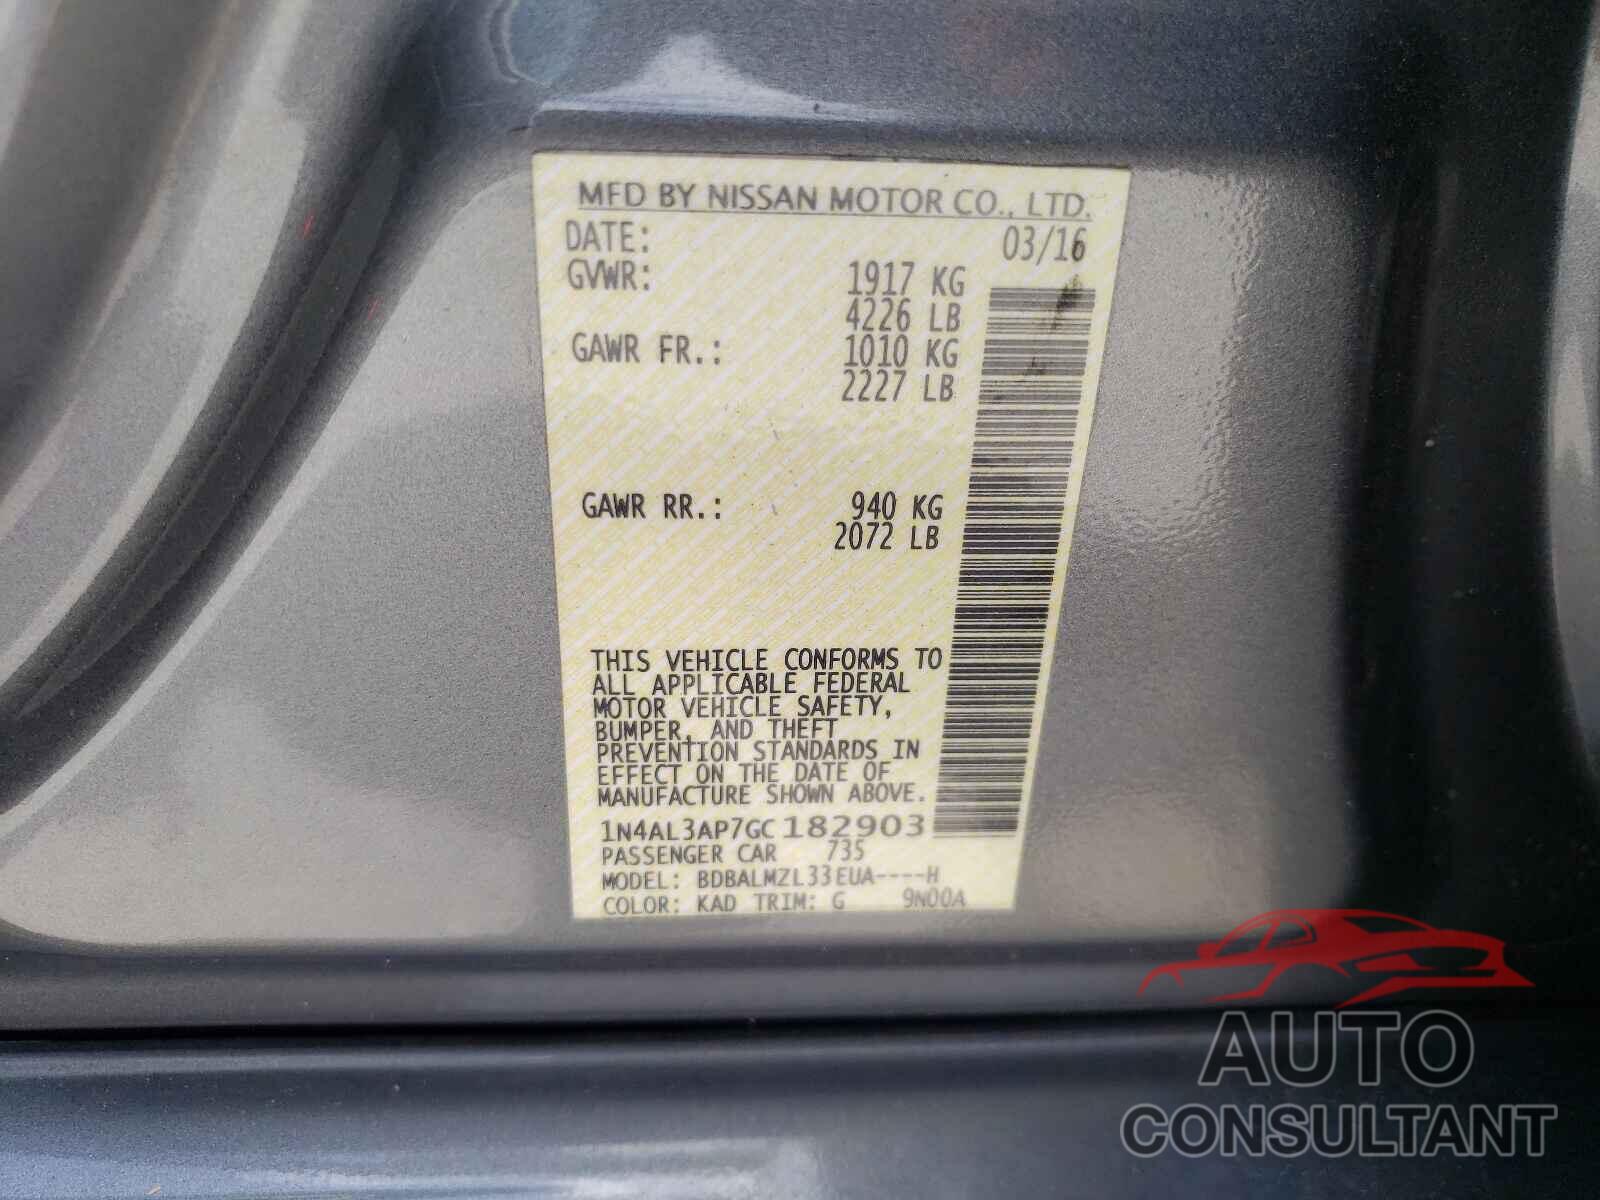 MFD BY NISSAN MOTOR CO., LTD.
DATE: 03/16
GVWR: 1917 KG
4226 LB
GAWR FR.: 1010 KG
2227 LB
GAWR RR.: 940 KG
2072 LB
THIS VEHICLE CONFORMS TO
ALL APPLICABLE FEDERAL
MOTOR VEHICLE SAFETY,
BUMPER, AND THEFT
PREVENTION STANDARDS IN
EFFECT ON THE DATE OF
MANUFACTURE SHOWN ABOVE.
1N4AL3AP7GC182903
PASSENGER CAR 735
MODEL: BDBALMZL33EUA----H
COLOR: KAD TRIM: G 9N00A
AUTO
CONSULTANT